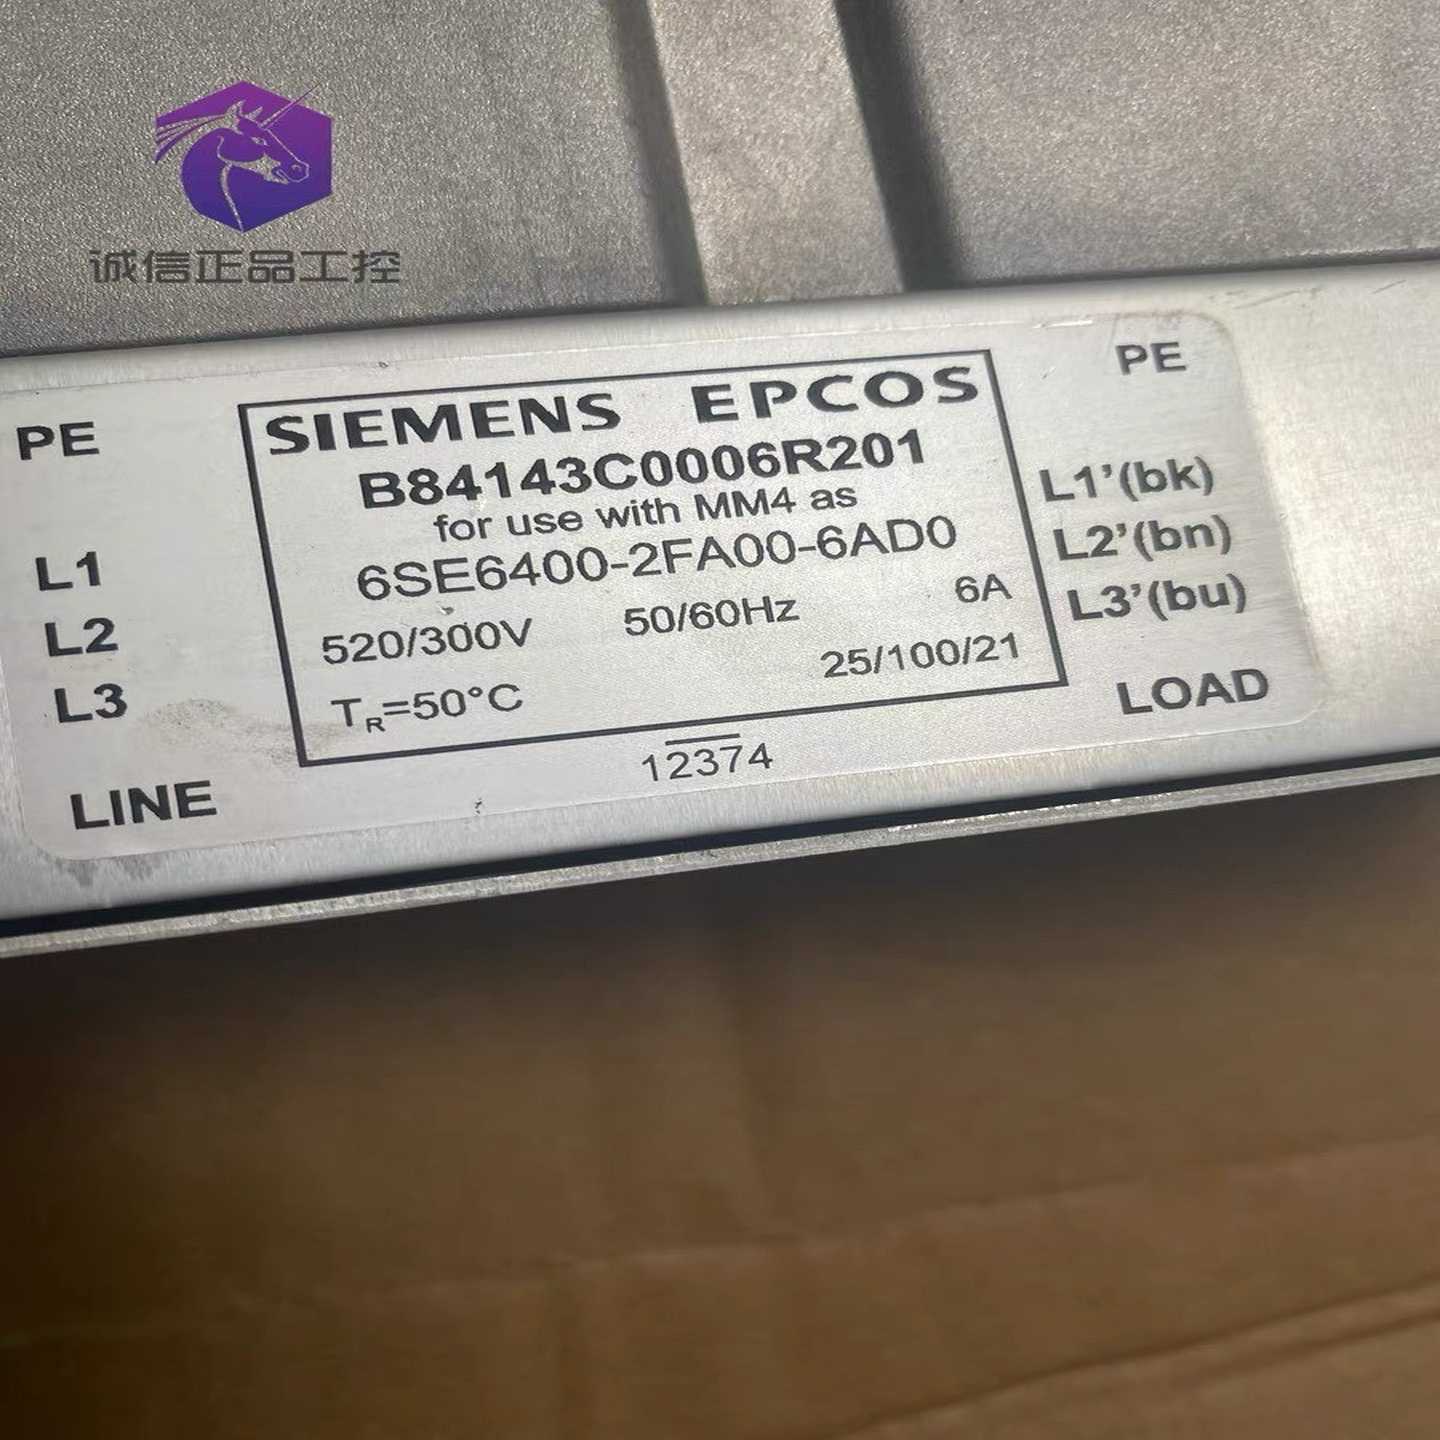 诚信正品工控
PE
L1
L2
L3
LINE
SIEMENS EPCOS
B84143C0006R201
for use with MM4 as
6SE6400-2FA00-6AD0
520/300V 50/60Hz 6A
TR=50°C 25/100/21
12374
PE
L1'(bk)
L2'(bn)
L3'(bu)
LOAD